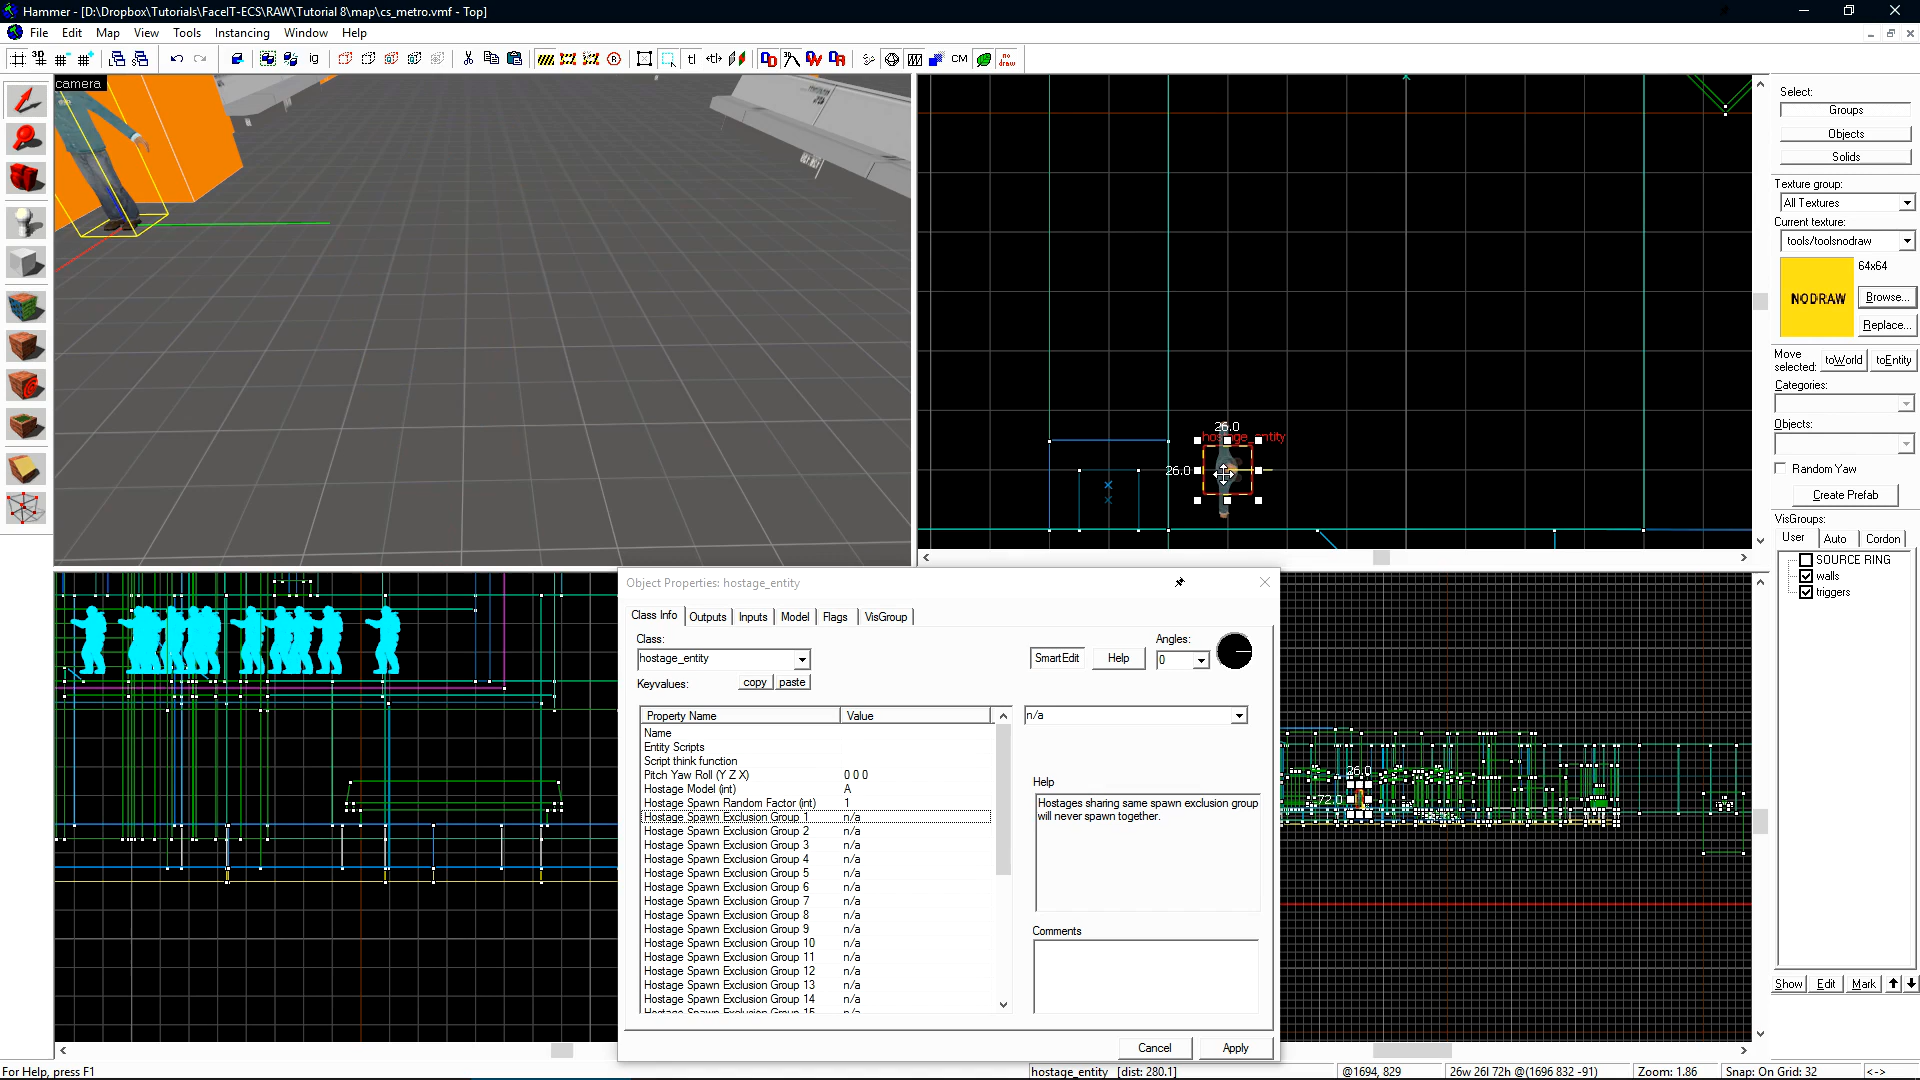 Hammer - [D:\Dropbox\Tutorials\FaceIT-ECS\RAW\Tutorial 8\map\cs_metro.vmf - Top]
File Edit Map View Tools Instancing Window Help
camera
Select:
Groups
Objects
Solids
Texture group:
All Textures
Current texture:
tools/toolsnodraw
64x64
NODRAW
Browse...
Replace...
Move selected: toWorld toEntity
Categories:
Objects:
Random Yaw
Create Prefab
VisGroups:
User Auto Cordon
SOURCE RING
walls
triggers
Show Edit Mark
26.0
hostage_entity
26.0
26.0
72.0
Object Properties: hostage_entity
Class Info Outputs Inputs Model Flags VisGroup
Class:
hostage_entity
SmartEdit Help
Angles:
0
Keyvalues: copy paste
Property Name Value
Name
Entity Scripts
Script think function
Pitch Yaw Roll (Y Z X) 0 0 0
Hostage Model (int) A
Hostage Spawn Random Factor (int) 1
Hostage Spawn Exclusion Group 1 n/a
Hostage Spawn Exclusion Group 2 n/a
Hostage Spawn Exclusion Group 3 n/a
Hostage Spawn Exclusion Group 4 n/a
Hostage Spawn Exclusion Group 5 n/a
Hostage Spawn Exclusion Group 6 n/a
Hostage Spawn Exclusion Group 7 n/a
Hostage Spawn Exclusion Group 8 n/a
Hostage Spawn Exclusion Group 9 n/a
Hostage Spawn Exclusion Group 10 n/a
Hostage Spawn Exclusion Group 11 n/a
Hostage Spawn Exclusion Group 12 n/a
Hostage Spawn Exclusion Group 13 n/a
Hostage Spawn Exclusion Group 14 n/a
Hostage Spawn Exclusion Group 15 n/a
n/a
Help
Hostages sharing same spawn exclusion group
will never spawn together.
Comments
Cancel Apply
For Help, press F1
hostage_entity [dist: 280.1]
@1694, 829
26w 26l 72h @(1696 832 -91)
Zoom: 1.86
Snap: On Grid: 32
<->